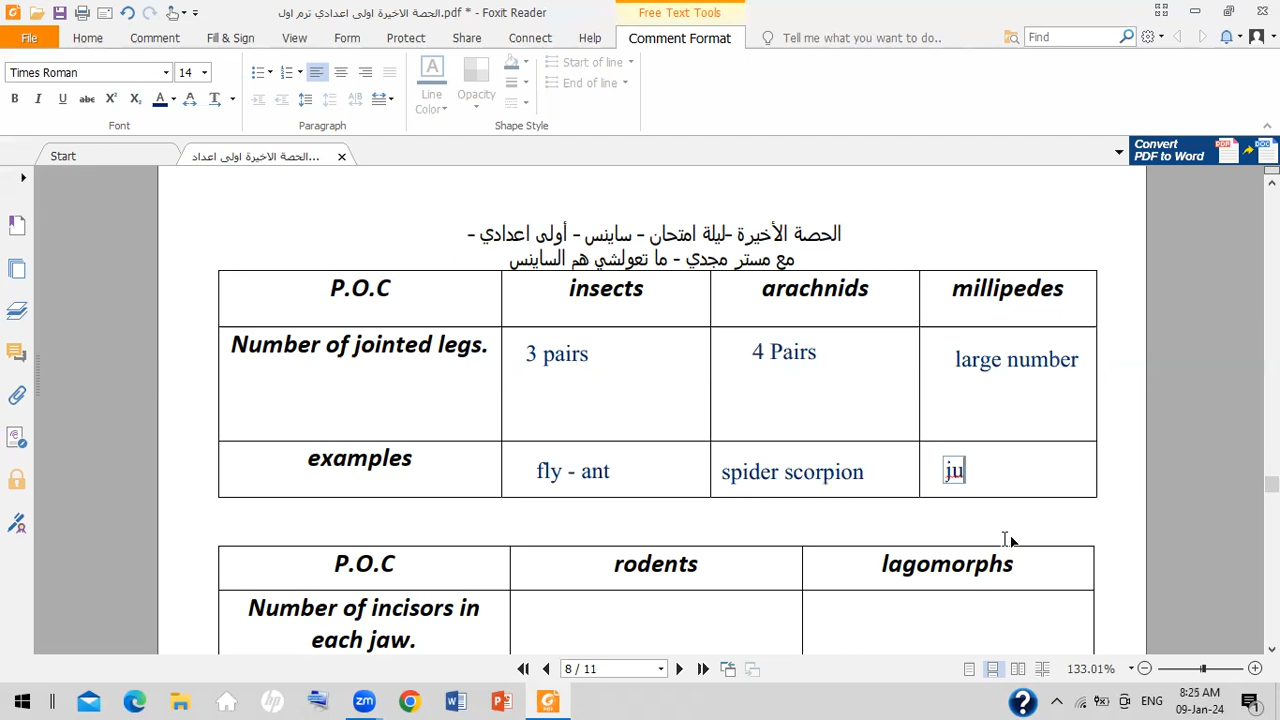 الحصة الاخيرة اولى اعدادي ترم اول.pdf * - Foxit Reader
Free Text Tools
File Home Comment Fill & Sign View Form Protect Share Connect Help Comment Format Tell me what you want to do.. Find
Times Roman 14
Line Color
Opacity
Start of line
End of line
Font Paragraph Shape Style
Start
الحصة الاخيرة اولى اعداد...
Convert PDF to Word
الحصة الأخيرة -ليلة امتحان - ساينس - أولى اعدادي -
مع مستر مجدي - ما تعولشي هم الساينس
P.O.C insects arachnids millipedes
Number of jointed legs. 3 pairs 4 Pairs large number
examples fly - ant spider scorpion ju
P.O.C rodents lagomorphs
Number of incisors in each jaw.
8 / 11
133.01%
ENG
8:25 AM
09-Jan-24